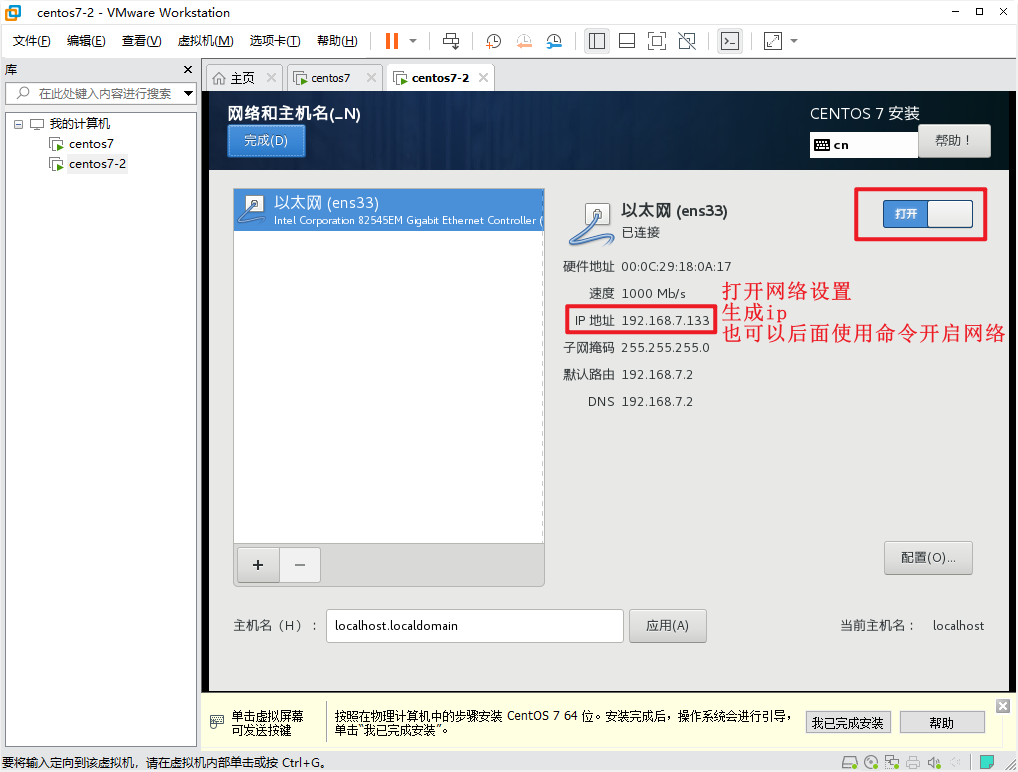 centos7-2 - VMware Workstation
文件(F) 编辑(E) 查看(V) 虚拟机(M) 选项卡(T) 帮助(H)
库
在此处键入内容进行搜索
我的计算机
centos7
centos7-2
主页
centos7
centos7-2
网络和主机名(_N)
完成(D)
CENTOS 7 安装
cn
帮助！
以太网 (ens33)
Intel Corporation 82545EM Gigabit Ethernet Controller (
以太网 (ens33)
已连接
打开
硬件地址 00:0C:29:18:0A:17
速度 1000 Mb/s
IP 地址 192.168.7.133
子网掩码 255.255.255.0
默认路由 192.168.7.2
DNS 192.168.7.2
打开网络设置
生成ip
也可以后面使用命令开启网络
+
−
配置(O)...
主机名（H）： localhost.localdomain
应用(A)
当前主机名： localhost
单击虚拟屏幕
可发送按键
按照在物理计算机中的步骤安装 CentOS 7 64 位。安装完成后，操作系统会进行引导，
单击“我已完成安装”。
我已完成安装
帮助
要将输入定向到该虚拟机，请在虚拟机内部单击或按 Ctrl+G。